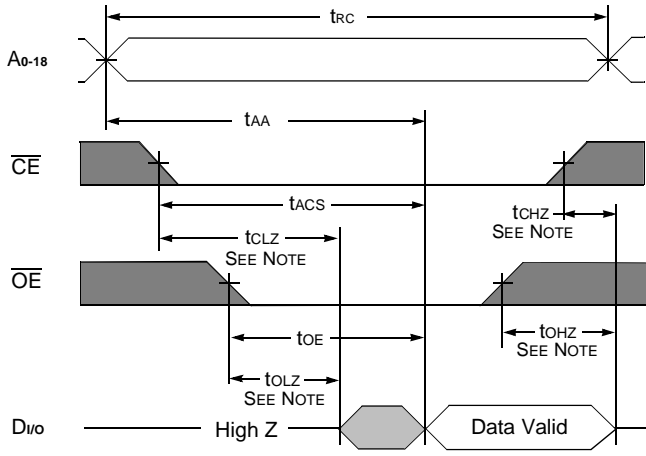 tRC
A0-18
tAA
CE
tACS
tCHZ
SEE NOTE
tCLZ
SEE NOTE
OE
tOE
tOHZ
SEE NOTE
tOLZ
SEE NOTE
DI/O
High Z
Data Valid